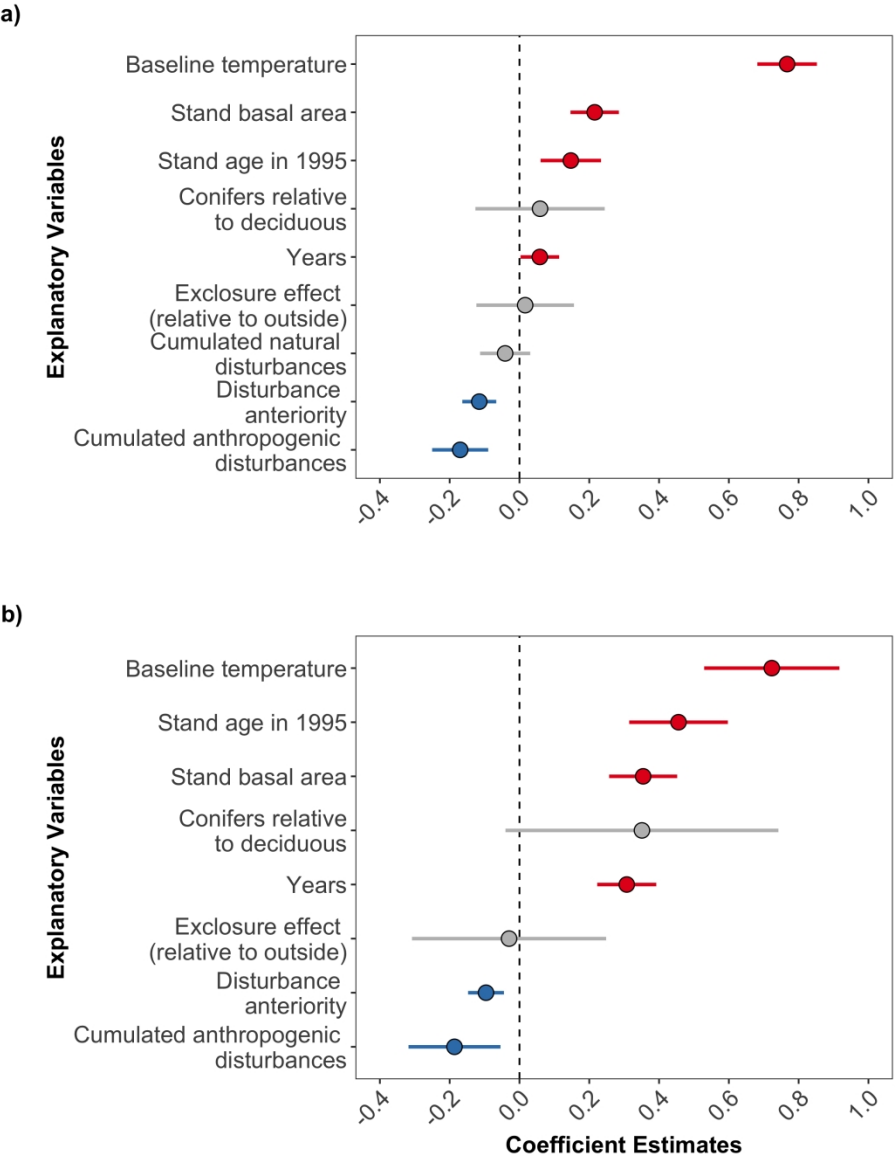 a)
Explanatory Variables
Baseline temperature
Stand basal area
Stand age in 1995
Conifers relative
to deciduous
Years
Exclosure effect
(relative to outside)
Cumulated natural
disturbances
Disturbance
anteriority
Cumulated anthropogenic
disturbances
-0.4 -0.2 0.0 0.2 0.4 0.6 0.8 1.0
b)
Explanatory Variables
Baseline temperature
Stand age in 1995
Stand basal area
Conifers relative
to deciduous
Years
Exclosure effect
(relative to outside)
Disturbance
anteriority
Cumulated anthropogenic
disturbances
-0.4 -0.2 0.0 0.2 0.4 0.6 0.8 1.0
Coefficient Estimates